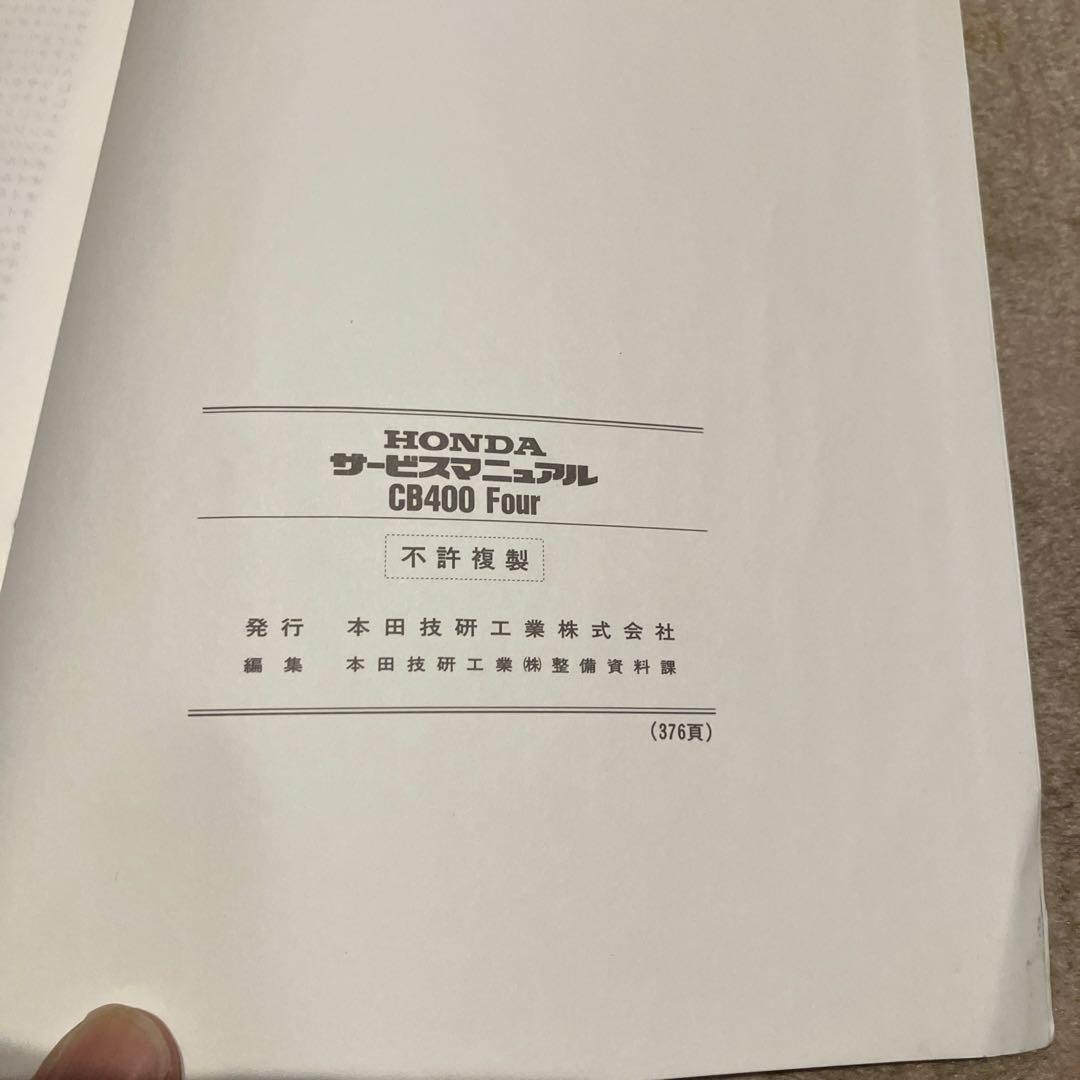 HONDA
サービスマニュアル
CB400 Four
不許複製
発行 本田技研工業株式会社
編集 本田技研工業㈱整備資料課
(376頁)